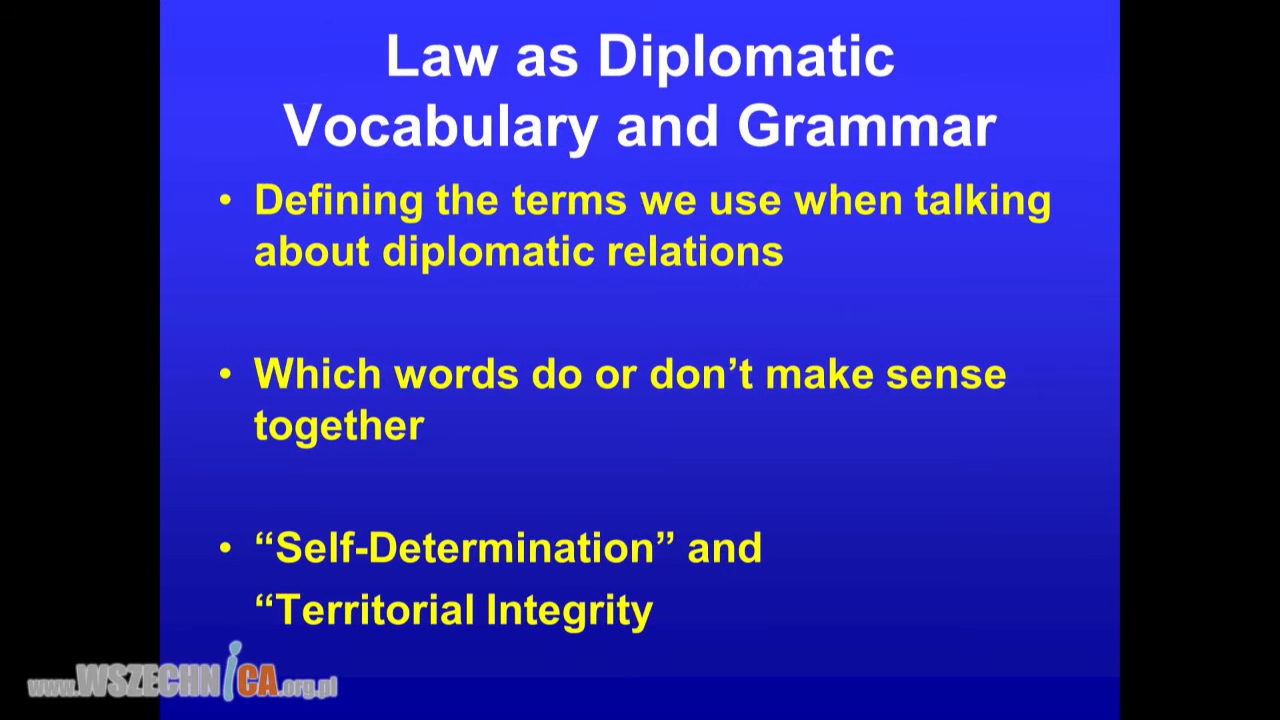 Law as Diplomatic
Vocabulary and Grammar
• Defining the terms we use when talking
about diplomatic relations
• Which words do or don’t make sense
together
• “Self-Determination” and
“Territorial Integrity
www.WSZECHNiCA.org.pl